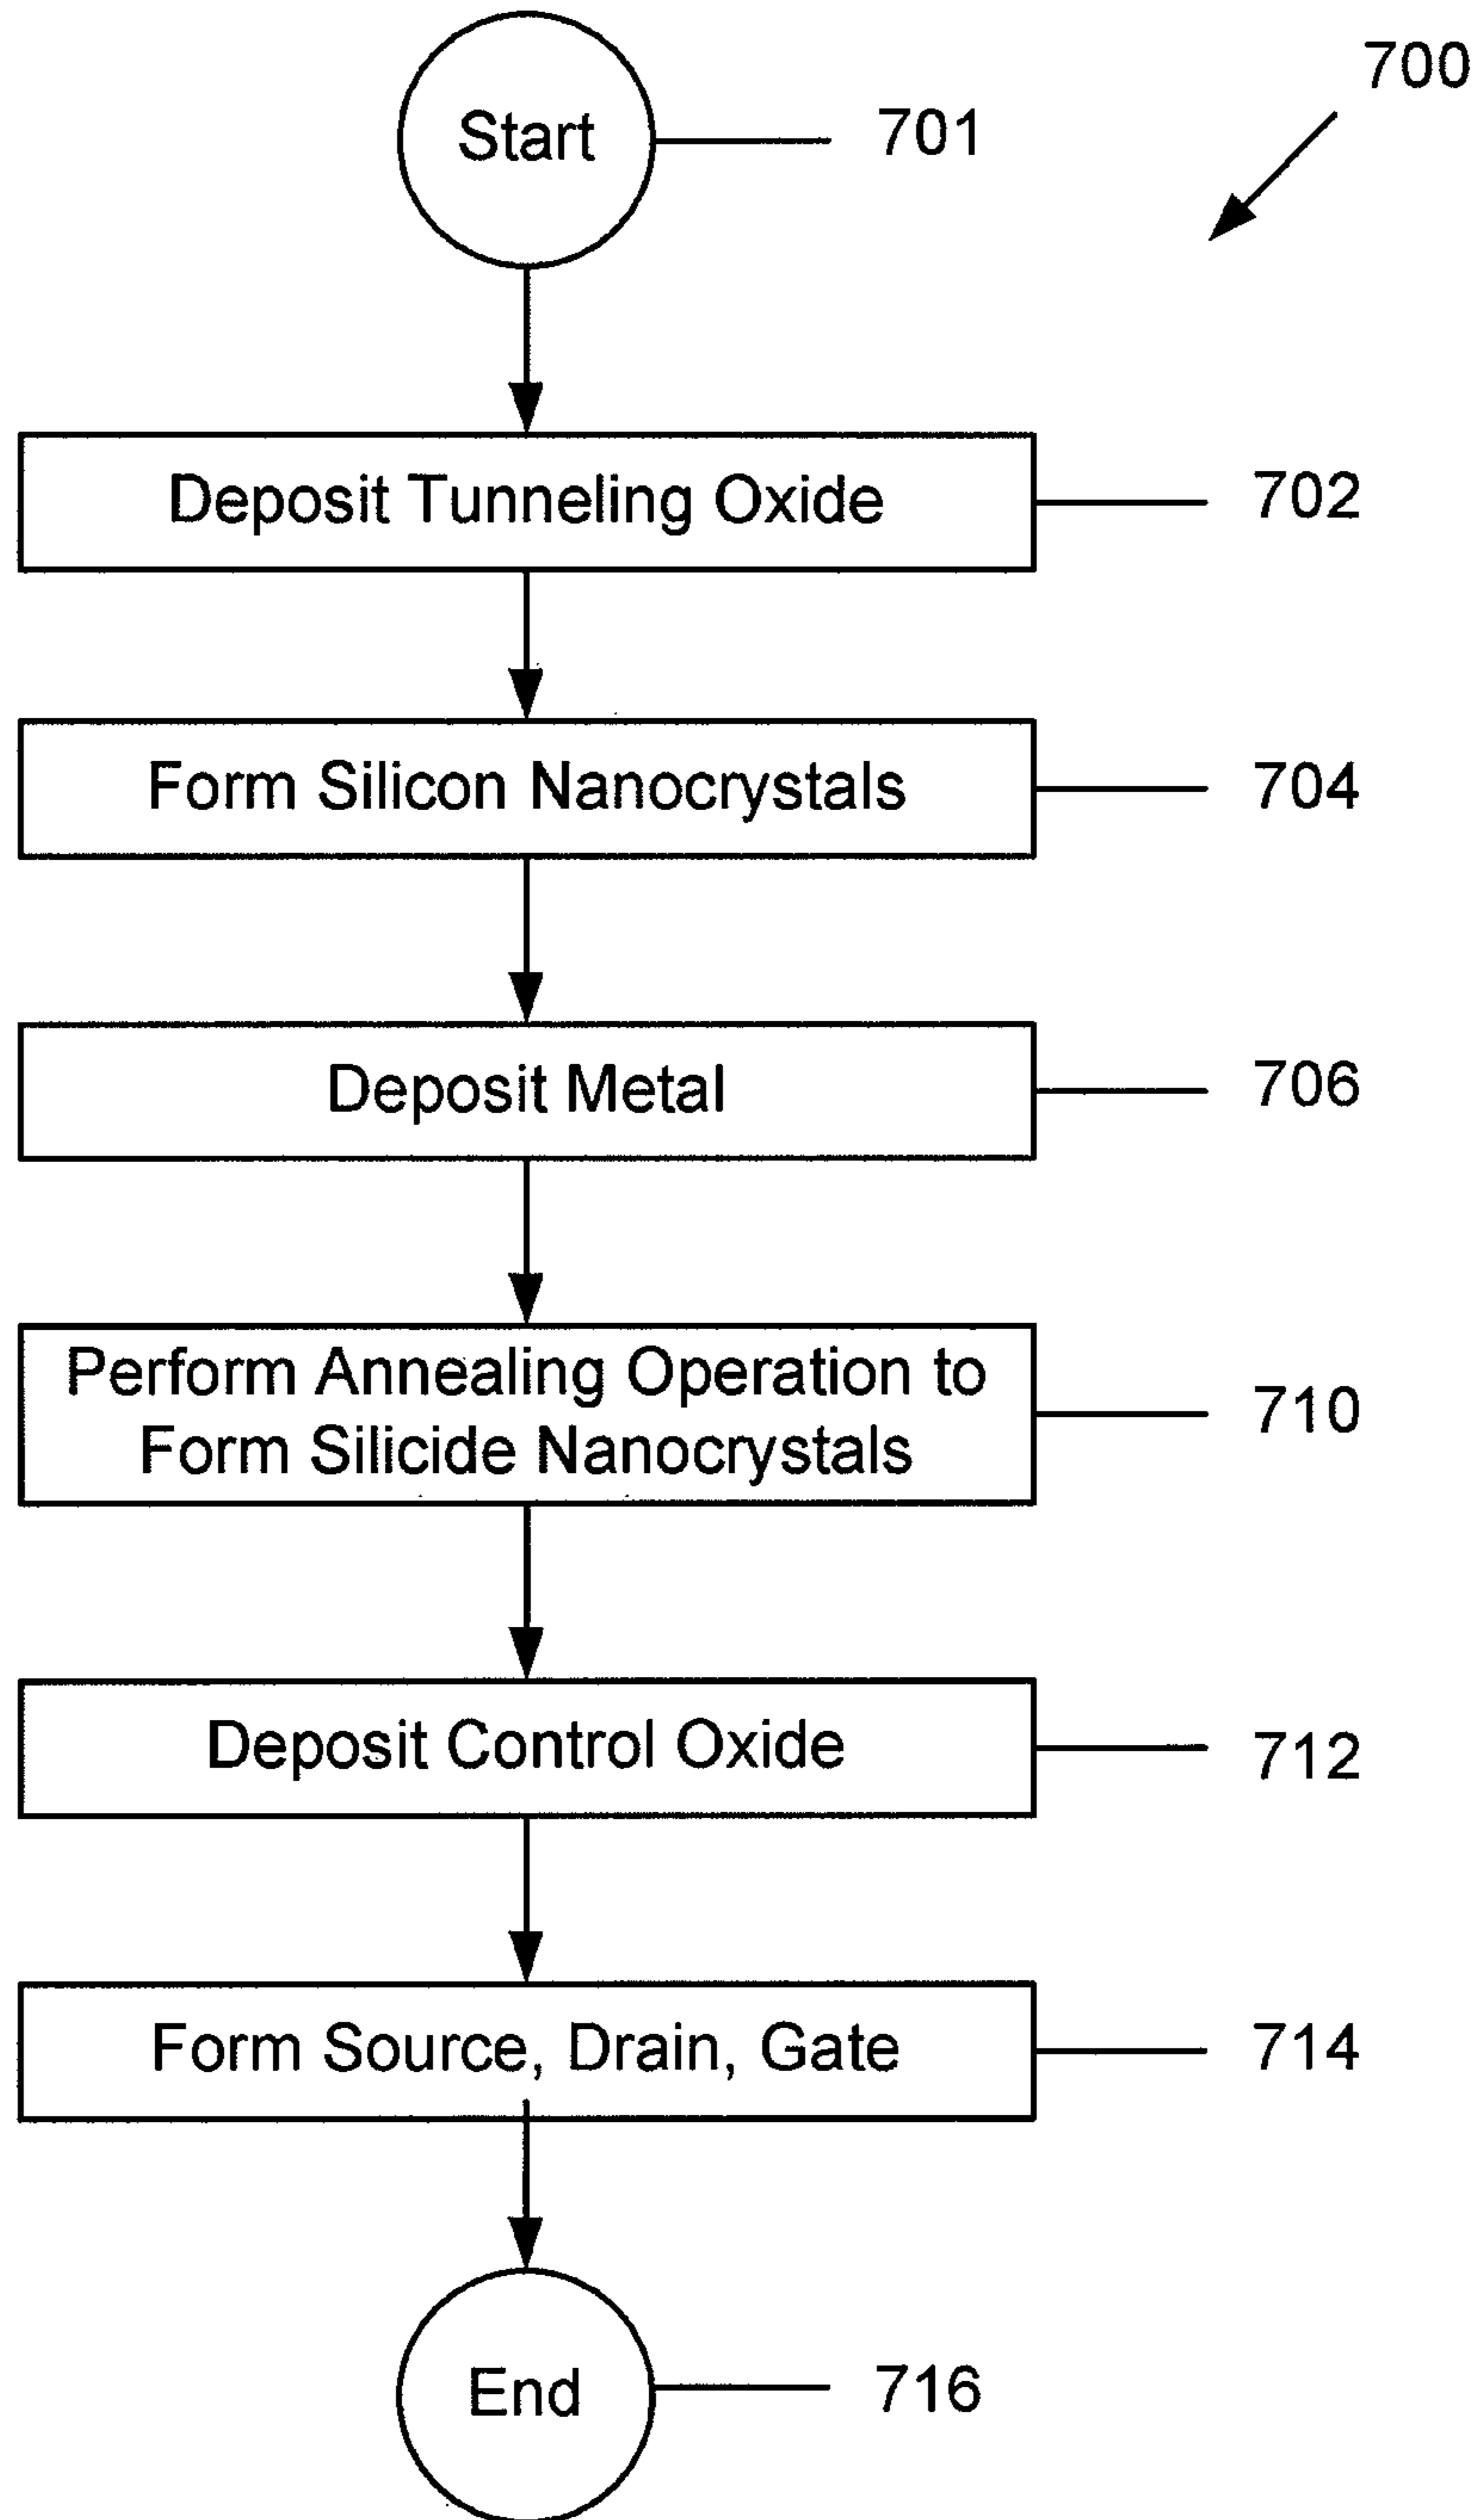 700
Start 701
Deposit Tunneling Oxide 702
Form Silicon Nanocrystals 704
Deposit Metal 706
Perform Annealing Operation to
Form Silicide Nanocrystals
710
Deposit Control Oxide 712
Form Source, Drain, Gate 714
End 716